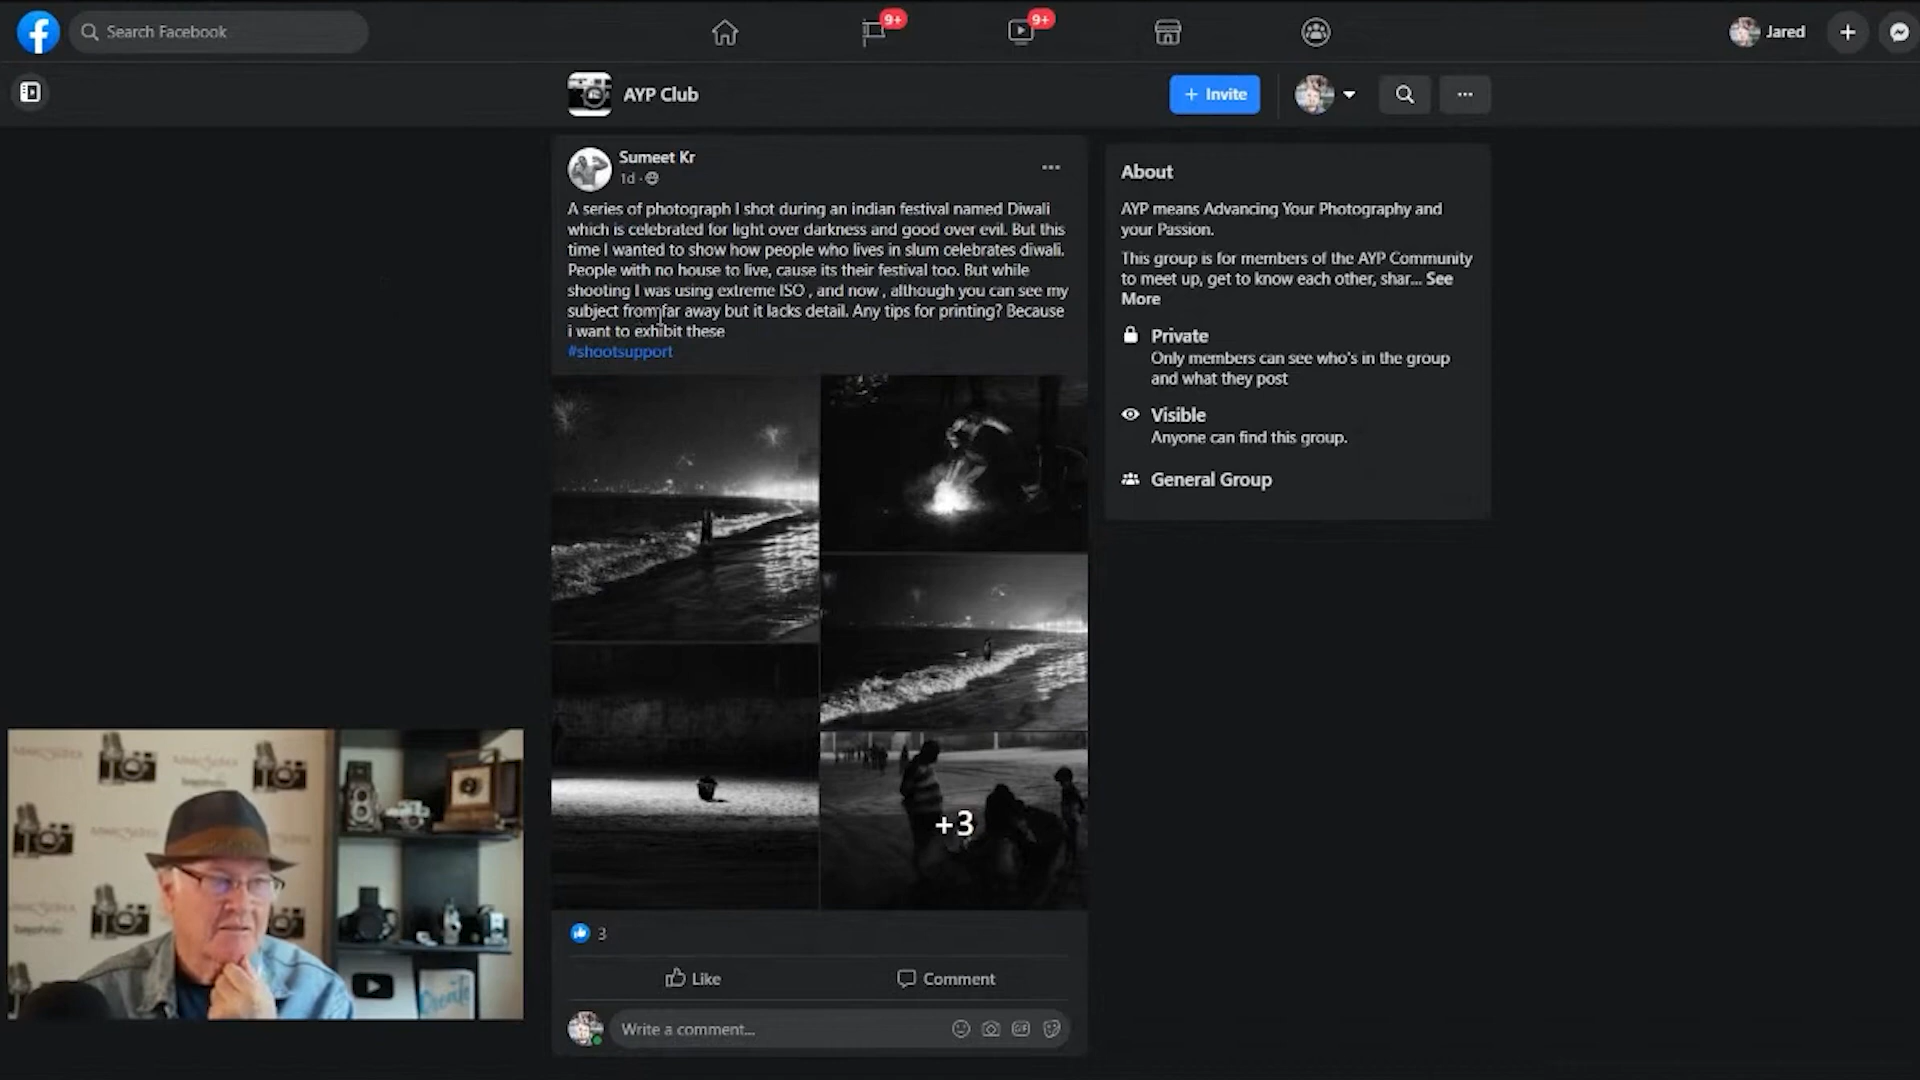 Search Facebook
9+
9+
Jared
AYP Club
+ Invite
Sumeet Kr
1d ·
A series of photograph I shot during an indian festival named Diwali
which is celebrated for light over darkness and good over evil. But this
time I wanted to show how people who lives in slum celebrates diwali.
People with no house to live, cause its their festival too. But while
shooting I was using extreme ISO , and now , although you can see my
subject from far away but it lacks detail. Any tips for printing? Because
i want to exhibit these
#shootsupport
+3
3
Like
Comment
Write a comment...
GIF
About
AYP means Advancing Your Photography and
your Passion.
This group is for members of the AYP Community
to meet up, get to know each other, shar... See
More
Private
Only members can see who's in the group
and what they post
Visible
Anyone can find this group.
General Group
Create